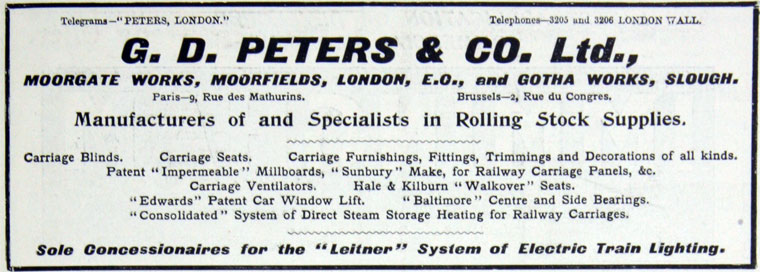 Telegrams—"PETERS, LONDON." Telephones—3205 and 3206 LONDON WALL.
G. D. PETERS & CO. Ltd.,
MOORGATE WORKS, MOORFIELDS, LONDON, E.C., and GOTHA WORKS, SLOUGH.
Paris—9, Rue des Mathurins. Brussels—2, Rue du Congres.
Manufacturers of and Specialists in Rolling Stock Supplies.
Carriage Blinds. Carriage Seats. Carriage Furnishings, Fittings, Trimmings and Decorations of all kinds.
Patent "Impermeable" Millboards, "Sunbury" Make, for Railway Carriage Panels, &c.
Carriage Ventilators. Hale & Kilburn "Walkover" Seats.
"Edwards" Patent Car Window Lift. "Baltimore" Centre and Side Bearings.
"Consolidated" System of Direct Steam Storage Heating for Railway Carriages.
Sole Concessionaires for the "Leitner" System of Electric Train Lighting.